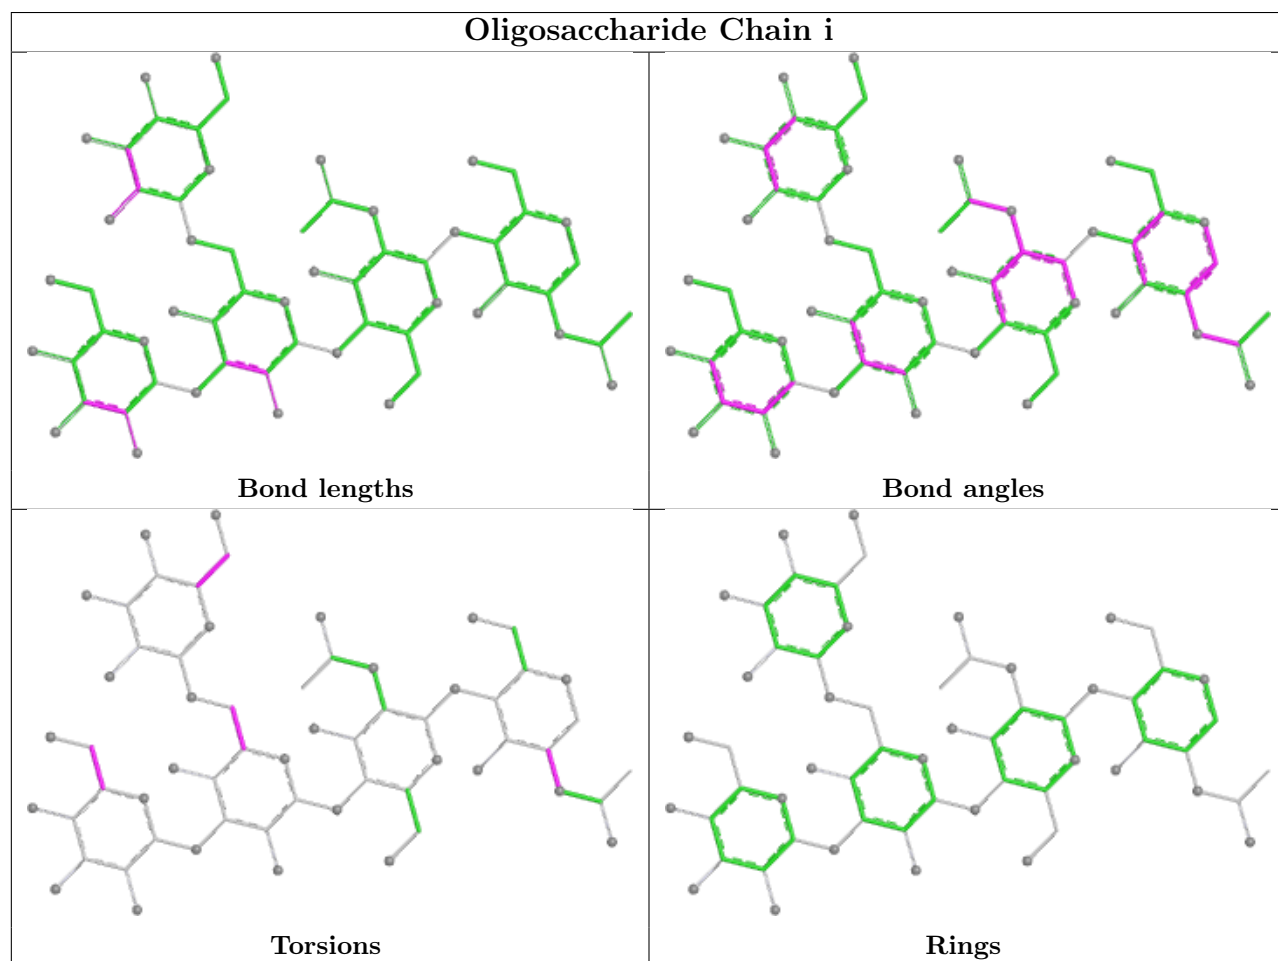 Oligosaccharide Chain i
Bond lengths
Bond angles
Torsions
Rings